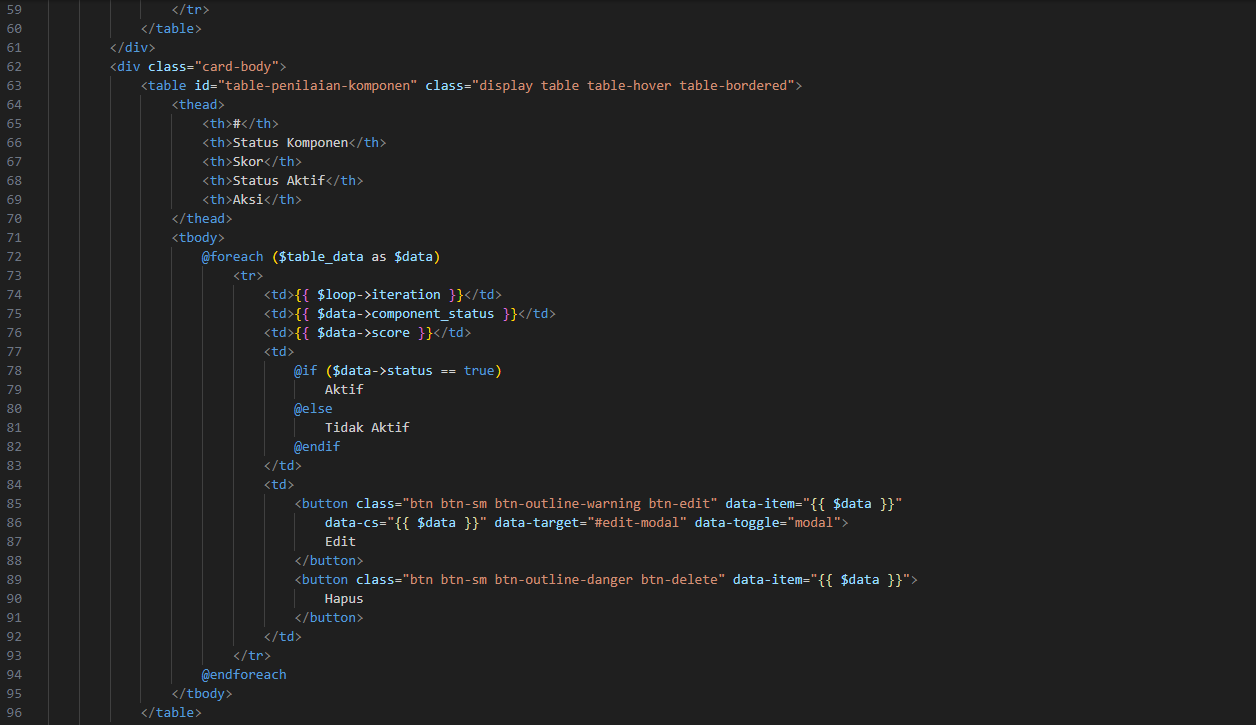 59 </tr>
60 </table>
61 </div>
62 <div class="card-body">
63 <table id="table-penilaian-komponen" class="display table table-hover table-bordered">
64 <thead>
65 <th>#</th>
66 <th>Status Komponen</th>
67 <th>Skor</th>
68 <th>Status Aktif</th>
69 <th>Aksi</th>
70 </thead>
71 <tbody>
72 @foreach ($table_data as $data)
73 <tr>
74 <td>{{ $loop->iteration }}</td>
75 <td>{{ $data->component_status }}</td>
76 <td>{{ $data->score }}</td>
77 <td>
78 @if ($data->status == true)
79 Aktif
80 @else
81 Tidak Aktif
82 @endif
83 </td>
84 <td>
85 <button class="btn btn-sm btn-outline-warning btn-edit" data-item="{{ $data }}"
86 data-cs="{{ $data }}" data-target="#edit-modal" data-toggle="modal">
87 Edit
88 </button>
89 <button class="btn btn-sm btn-outline-danger btn-delete" data-item="{{ $data }}">
90 Hapus
91 </button>
92 </td>
93 </tr>
94 @endforeach
95 </tbody>
96 </table>